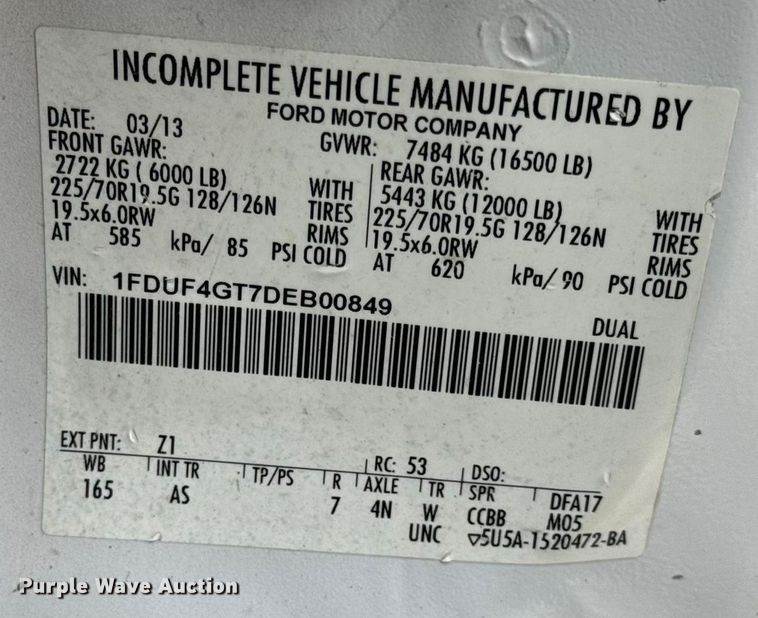 INCOMPLETE VEHICLE MANUFACTURED BY
FORD MOTOR COMPANY
DATE: 03/13
GVWR: 7484 KG (16500 LB)
FRONT GAWR:
2722 KG ( 6000 LB)
225/70R19.5G 128/126N
19.5x6.0RW
WITH
TIRES
RIMS
AT 585 kPa/ 85 PSI COLD
REAR GAWR:
5443 KG (12000 LB)
225/70R19.5G 128/126N
19.5x6.0RW
WITH
TIRES
RIMS
AT 620 kPa/ 90 PSI COLD
VIN: 1FDUF4GT7DEB00849
DUAL
EXT PNT: Z1
RC: 53
DSO:
WB INT TR TP/PS R AXLE TR SPR DFA17
165 AS 7 4N W CCBB M05
UNC ▽5U5A-1520472-BA
Purple Wave Auction